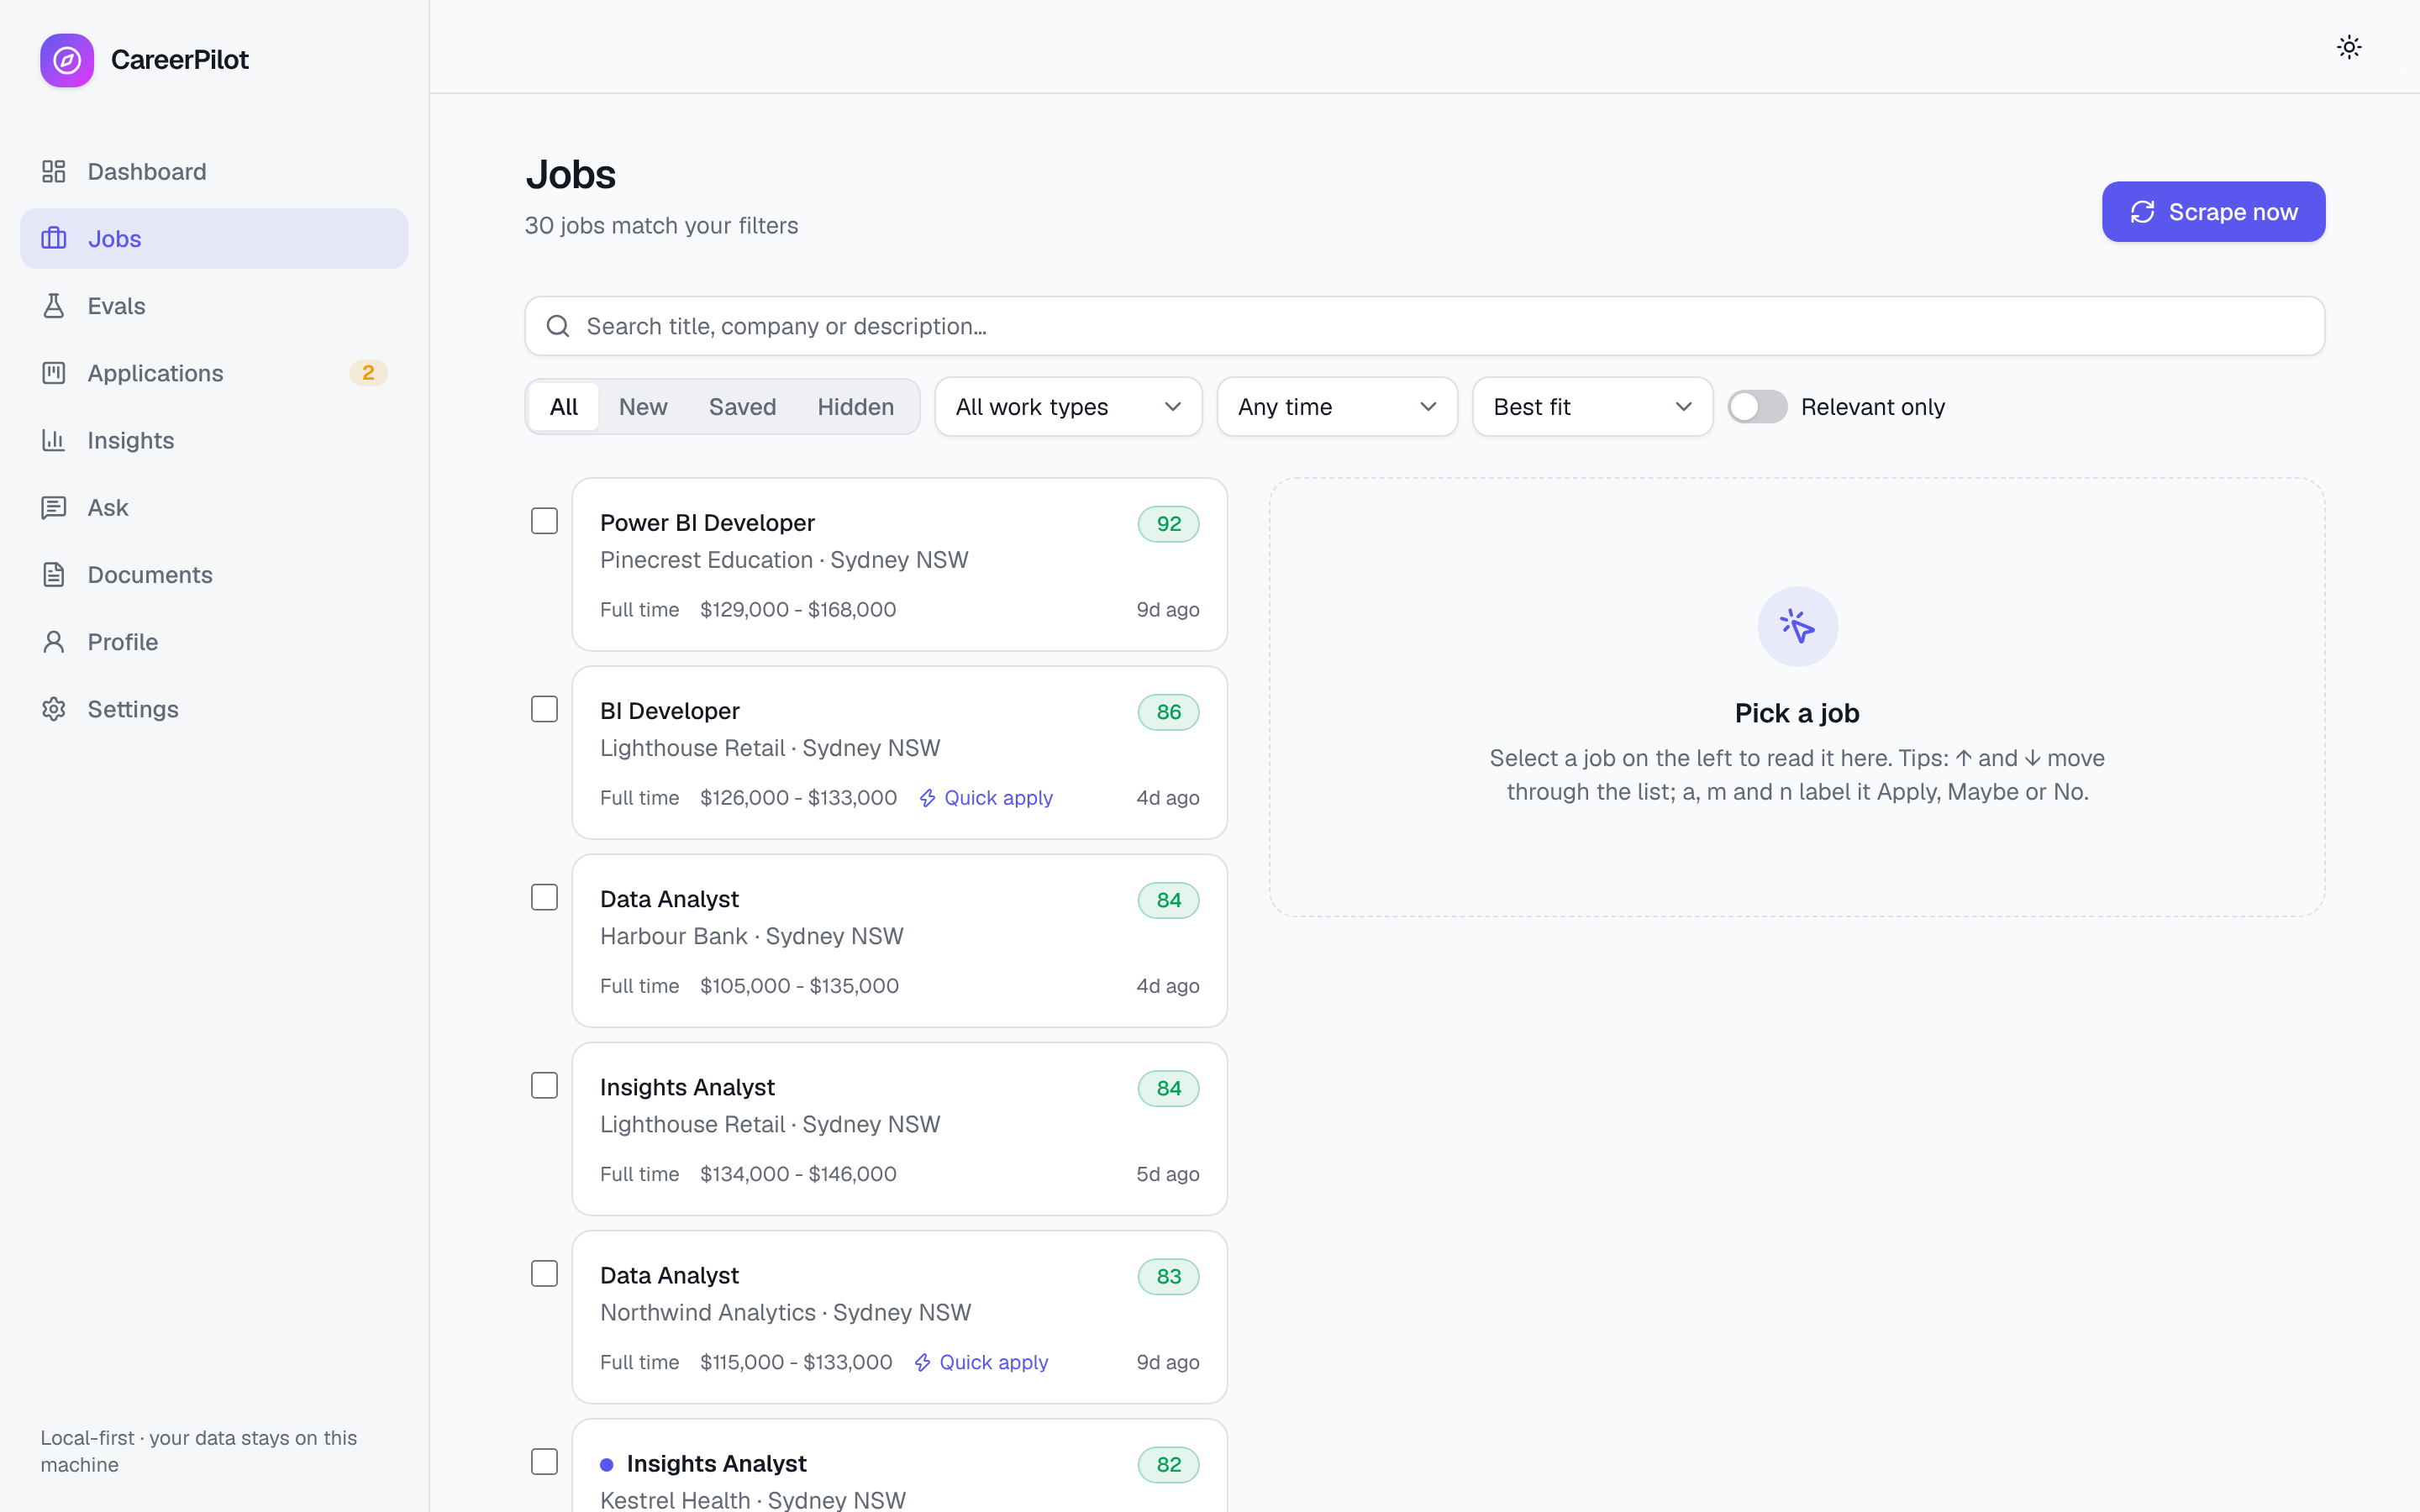 CareerPilot
Dashboard
Jobs
Evals
Applications 2
Insights
Ask
Documents
Profile
Settings
Local-first · your data stays on this
machine
Jobs
30 jobs match your filters
Scrape now
Search title, company or description...
All New Saved Hidden All work types Any time Best fit Relevant only
Power BI Developer 92
Pinecrest Education · Sydney NSW
Full time $129,000 - $168,000 9d ago
BI Developer 86
Lighthouse Retail · Sydney NSW
Full time $126,000 - $133,000 Quick apply 4d ago
Data Analyst 84
Harbour Bank · Sydney NSW
Full time $105,000 - $135,000 4d ago
Insights Analyst 84
Lighthouse Retail · Sydney NSW
Full time $134,000 - $146,000 5d ago
Data Analyst 83
Northwind Analytics · Sydney NSW
Full time $115,000 - $133,000 Quick apply 9d ago
Insights Analyst 82
Kestrel Health · Sydney NSW
Pick a job
Select a job on the left to read it here. Tips: ↑ and ↓ move
through the list; a, m and n label it Apply, Maybe or No.